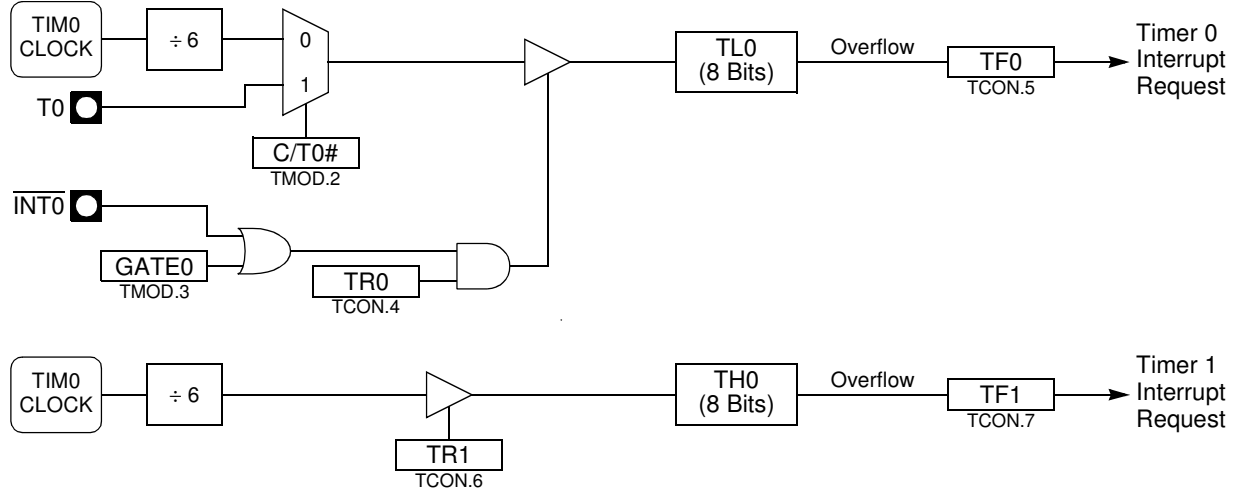 TIM0
CLOCK
÷ 6
0
1
T0
C/T0#
TMOD.2
TL0
(8 Bits)
Overflow
TF0
TCON.5
Timer 0
Interrupt
Request
INT0
GATE0
TMOD.3
TR0
TCON.4
TIM0
CLOCK
÷ 6
TR1
TCON.6
TH0
(8 Bits)
Overflow
TF1
TCON.7
Timer 1
Interrupt
Request